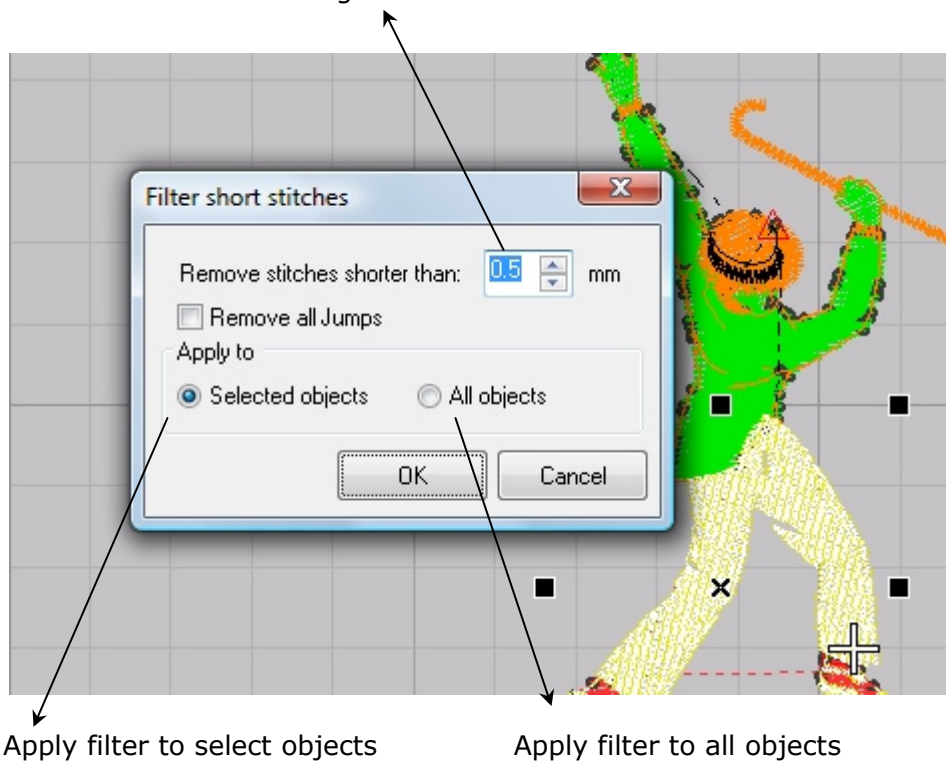 Filter short stitches
Remove stitches shorter than: 0.5 mm
Remove all Jumps
Apply to
Selected objects All objects
OK Cancel
Apply filter to select objects Apply filter to all objects